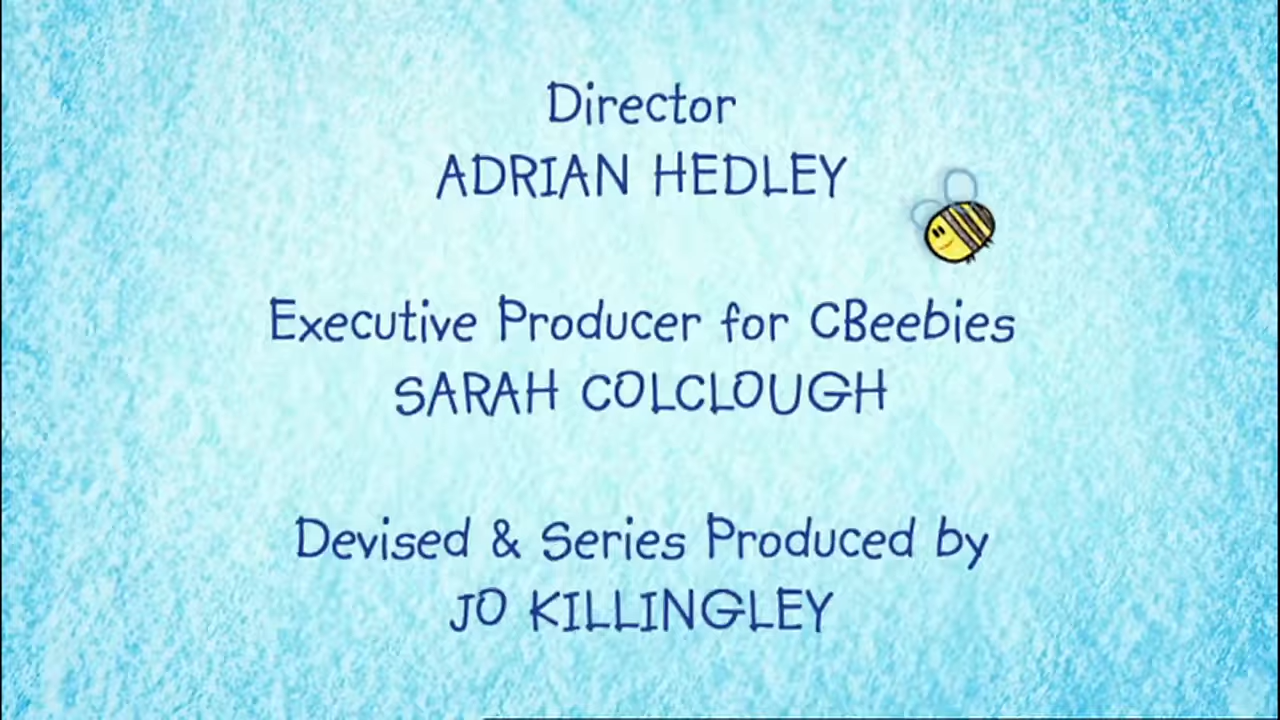 Director
ADRIAN HEDLEY
Executive Producer for CBeebies
SARAH COLCLOUGH
Devised & Series Produced by
JO KILLINGLEY